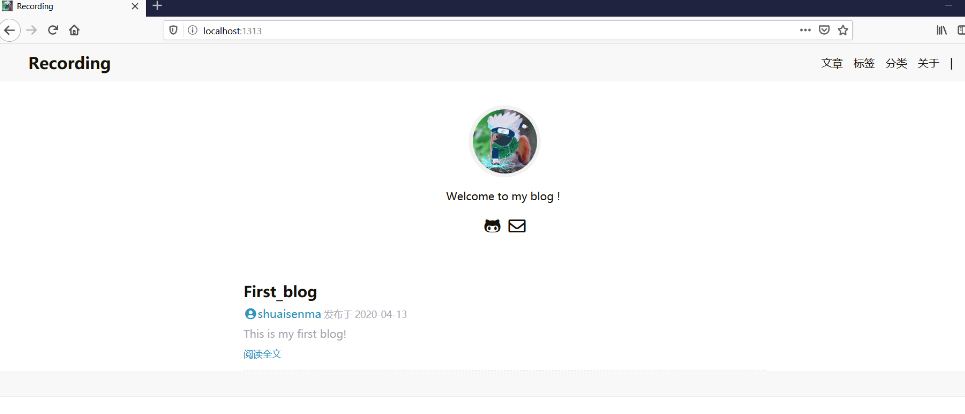 Recording
localhost:1313
Recording
文章 标签 分类 关于 |
Welcome to my blog !
First_blog
shuaisenma 发布于 2020-04-13
This is my first blog!
阅读全文